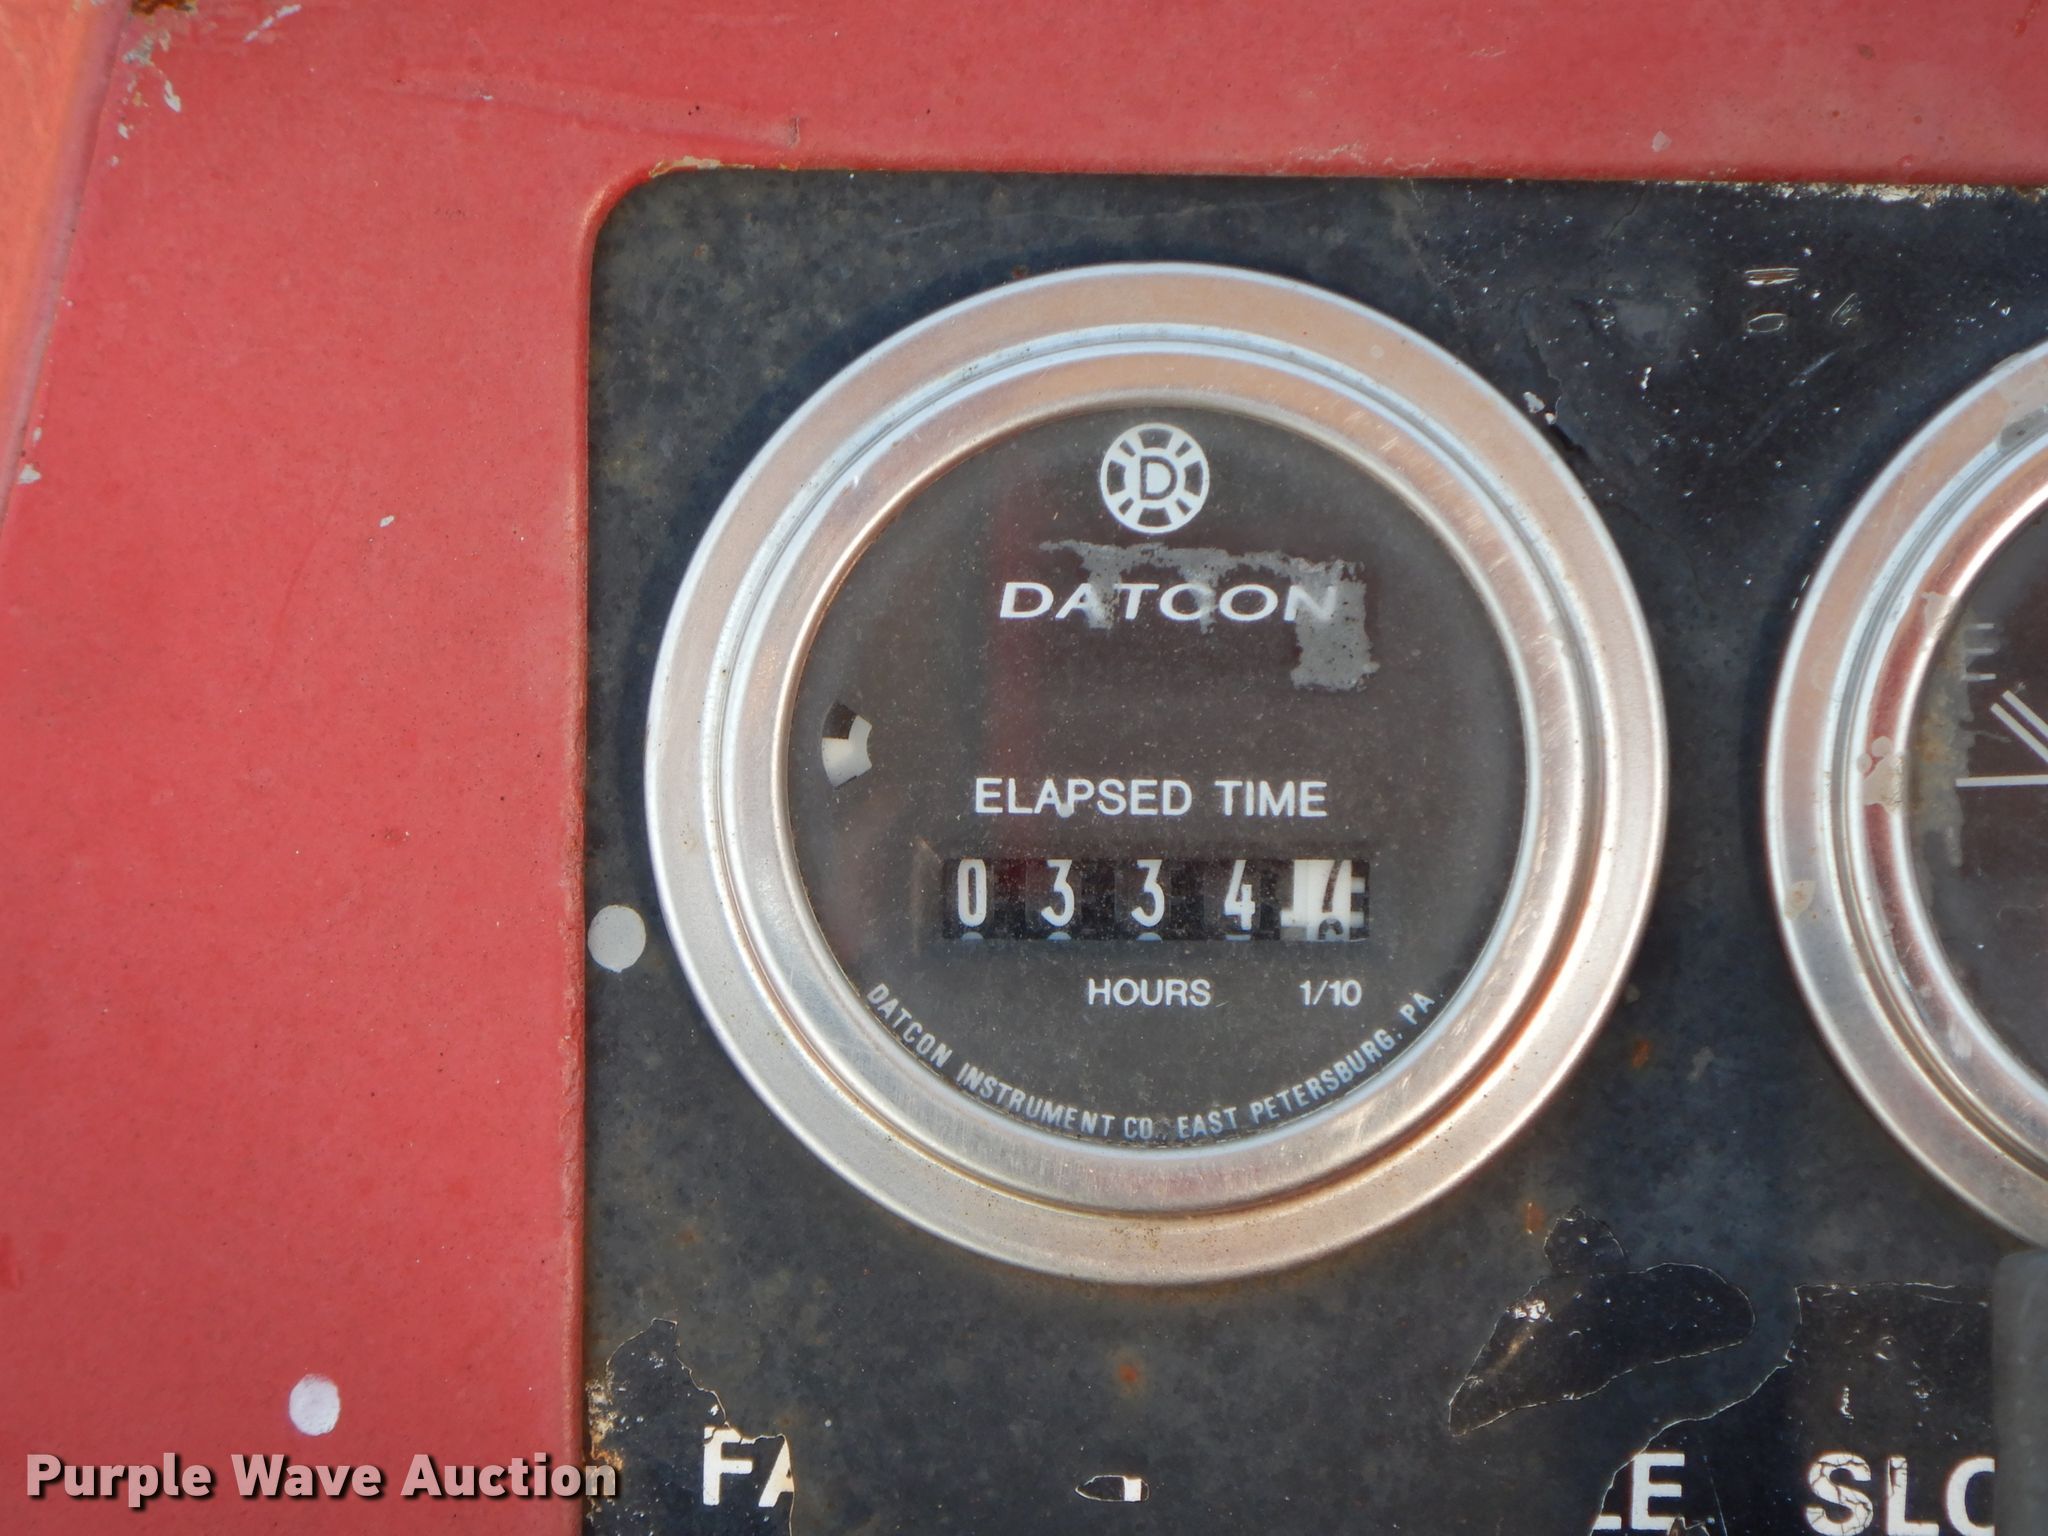 D
DATCON
ELAPSED TIME
0 3 3 4
HOURS 1/10
DATCON INSTRUMENT CO. EAST PETERSBURG, PA
Purple Wave Auction